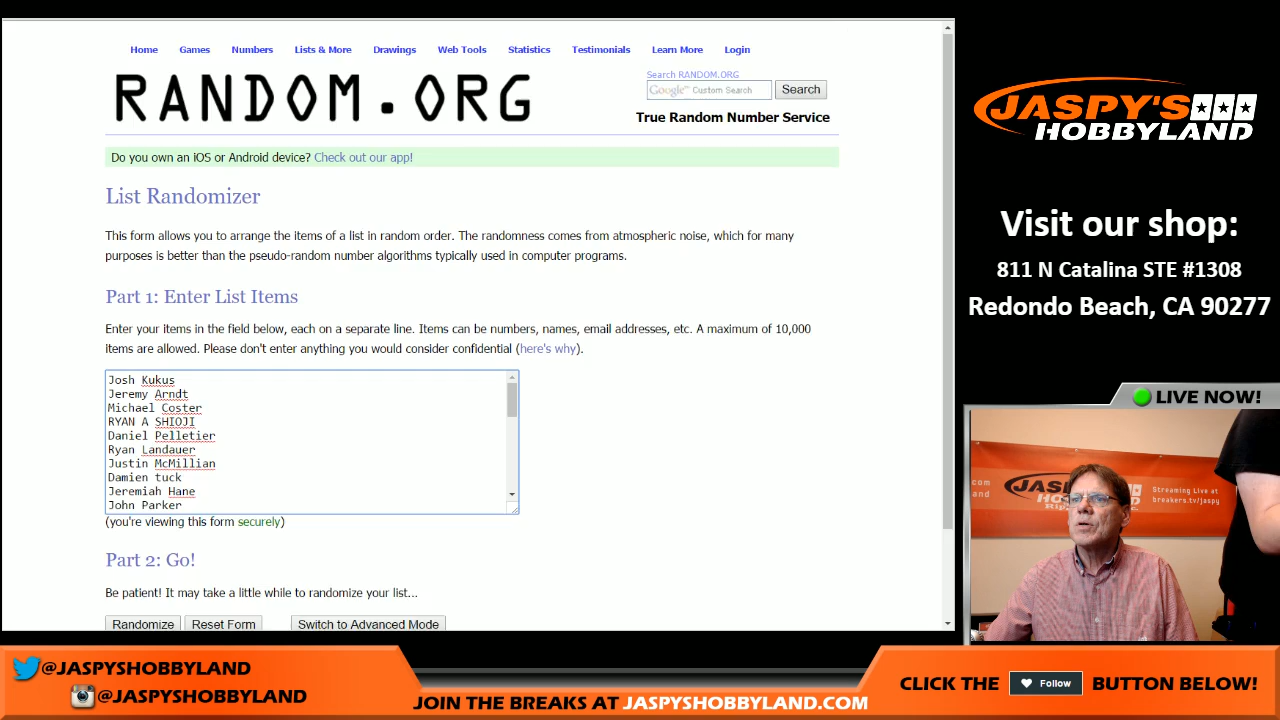 Home Games Numbers Lists & More Drawings Web Tools Statistics Testimonials Learn More Login
RANDOM.ORG
Search RANDOM.ORG
Google™ Custom Search Search
True Random Number Service
Do you own an iOS or Android device? Check out our app!
List Randomizer
This form allows you to arrange the items of a list in random order. The randomness comes from atmospheric noise, which for many
purposes is better than the pseudo-random number algorithms typically used in computer programs.
Part 1: Enter List Items
Enter your items in the field below, each on a separate line. Items can be numbers, names, email addresses, etc. A maximum of 10,000
items are allowed. Please don't enter anything you would consider confidential (here's why).
Josh Kukus
Jeremy Arndt
Michael Coster
RYAN A SHIOJI
Daniel Pelletier
Ryan Landauer
Justin McMillian
Damien tuck
Jeremiah Hane
John Parker
(you're viewing this form securely)
Part 2: Go!
Be patient! It may take a little while to randomize your list...
Randomize Reset Form Switch to Advanced Mode
JASPY'S
HOBBYLAND
Visit our shop:
811 N Catalina STE #1308
Redondo Beach, CA 90277
LIVE NOW!
Streaming Live at
breakers.tv/jaspy
@JASPYSHOBBYLAND
@JASPYSHOBBYLAND
JOIN THE BREAKS AT JASPYSHOBBYLAND.COM
CLICK THE Follow BUTTON BELOW!